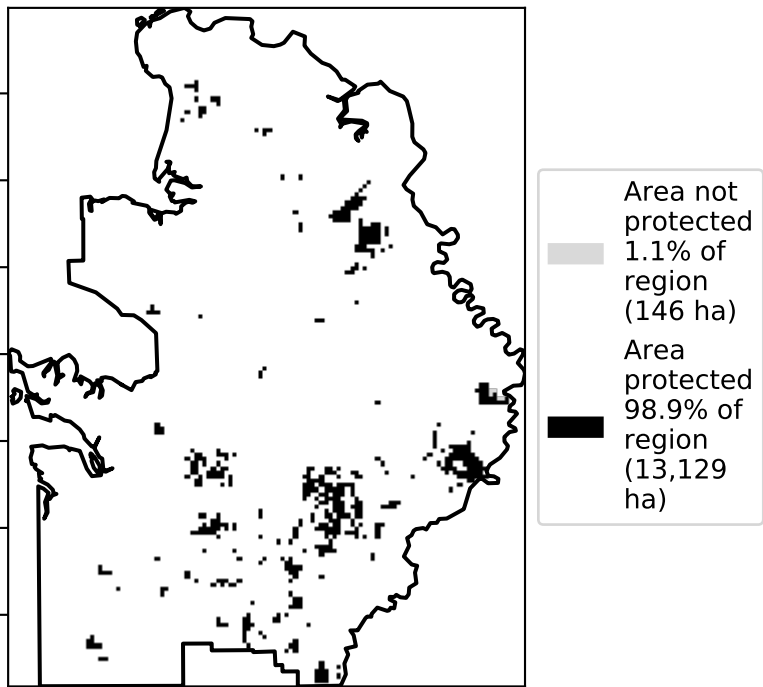 Area not
protected
1.1% of
region
(146 ha)
Area
protected
98.9% of
region
(13,129
ha)